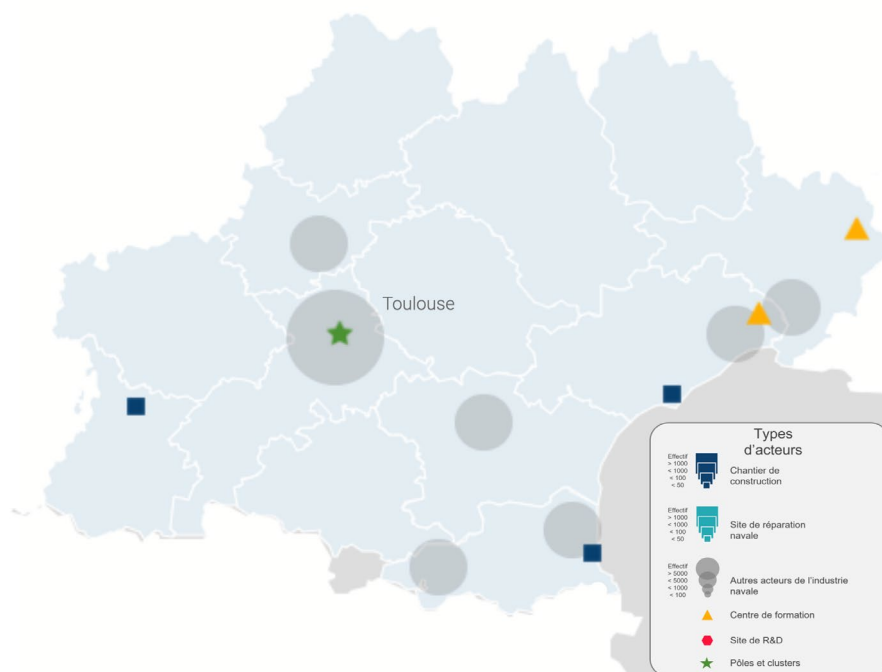 Toulouse
Types
d'acteurs
Effectif
> 1000
< 1000
< 100
< 50
Chantier de
construction
Effectif
> 1000
< 1000
< 100
< 50
Site de réparation
navale
Effectif
> 5000
< 5000
< 1000
< 100
Autres acteurs de l'industrie
navale
Centre de formation
Site de R&D
Pôles et clusters